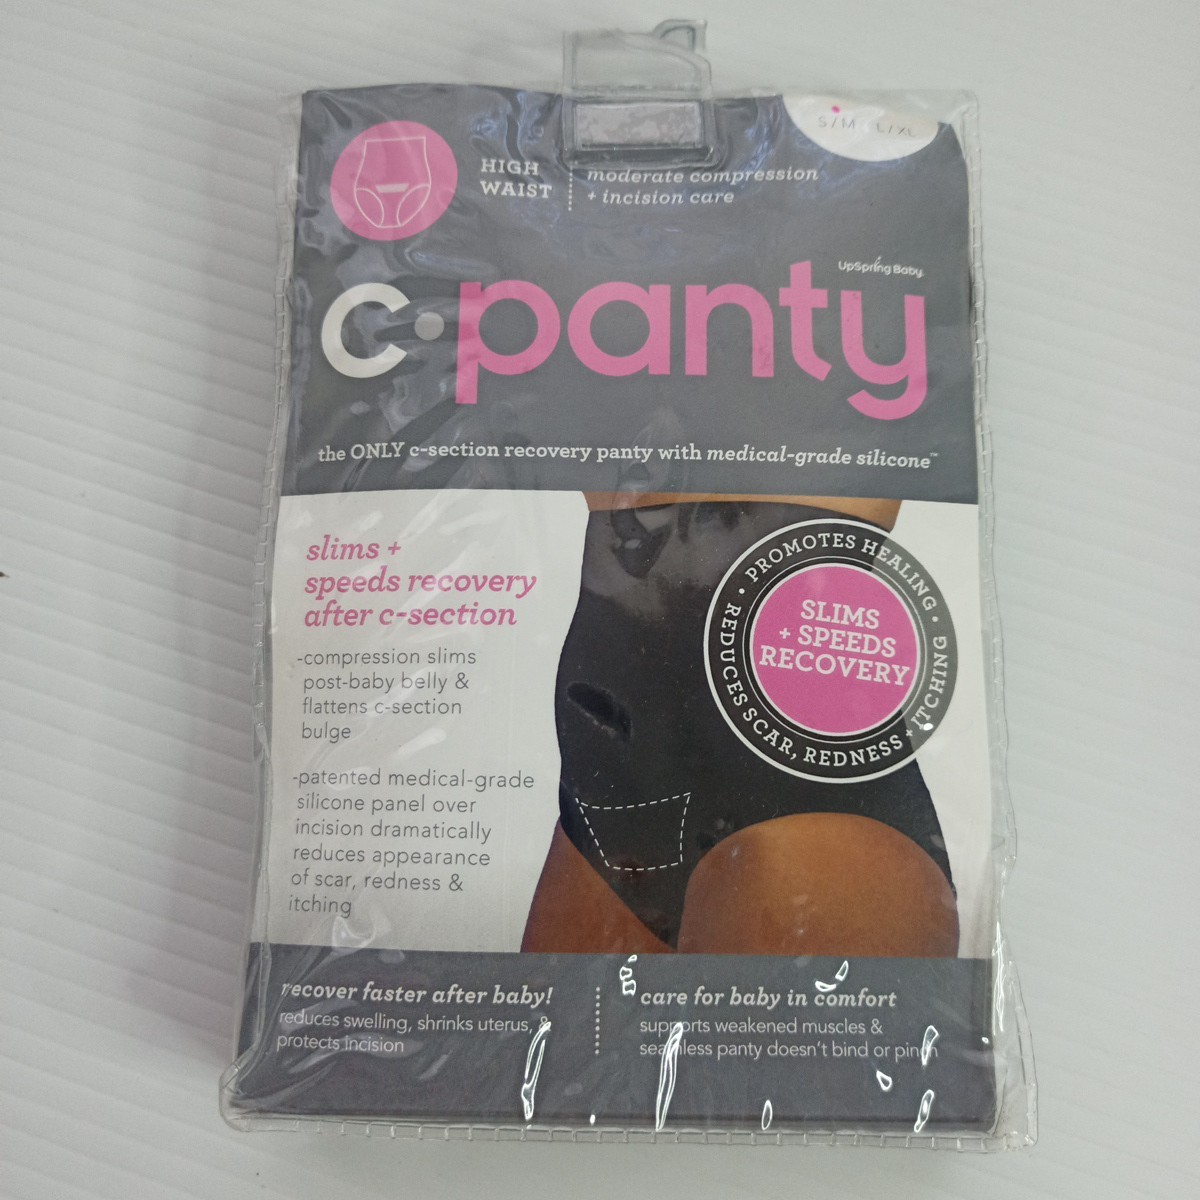 S/M L/XL
HIGH
WAIST
moderate compression
+ incision care
UpSpring Baby
c·panty
the ONLY c-section recovery panty with medical-grade silicone™
slims +
speeds recovery
after c-section
-compression slims
post-baby belly &
flattens c-section
bulge
-patented medical-grade
silicone panel over
incision dramatically
reduces appearance
of scar, redness &
itching
• PROMOTES HEALING • REDUCES SCAR, REDNESS + ITCHING
SLIMS
+ SPEEDS
RECOVERY
recover faster after baby!
reduces swelling, shrinks uterus, &
protects incision
care for baby in comfort
supports weakened muscles &
seamless panty doesn't bind or pinch